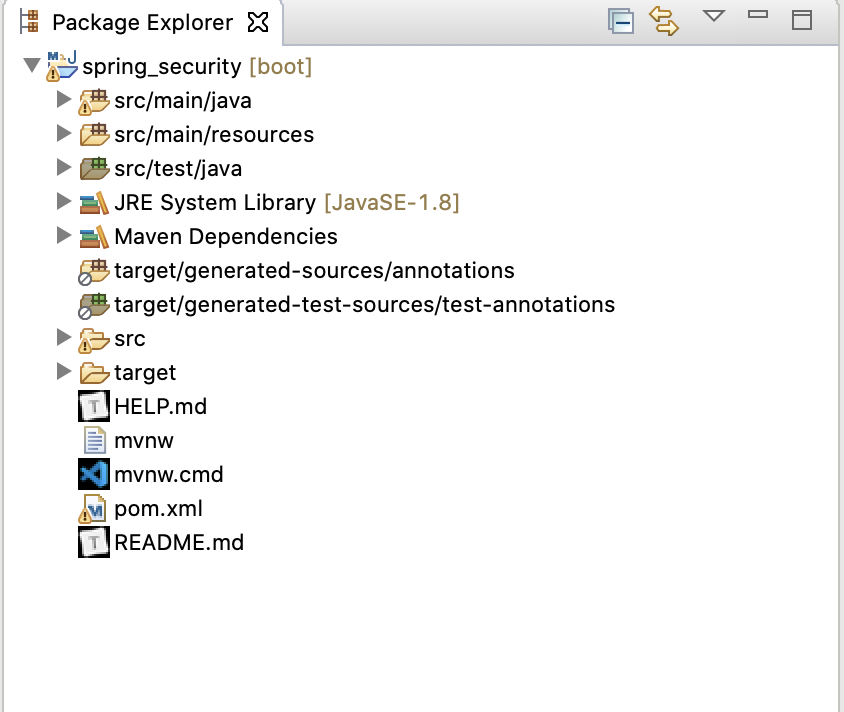 Package Explorer
spring_security [boot]
src/main/java
src/main/resources
src/test/java
JRE System Library [JavaSE-1.8]
Maven Dependencies
target/generated-sources/annotations
target/generated-test-sources/test-annotations
src
target
HELP.md
mvnw
mvnw.cmd
pom.xml
README.md